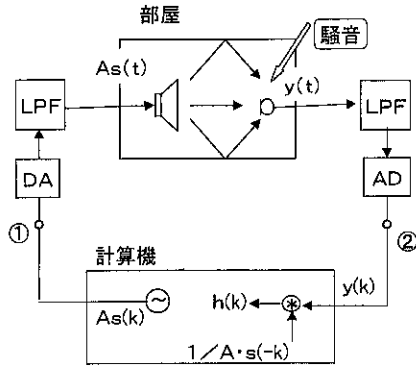 部屋
騒音
As(t)
y(t)
LPF
LPF
DA
AD
①
②
計算機
~
h(k)
*
y(k)
As(k)
1/A・s(-k)